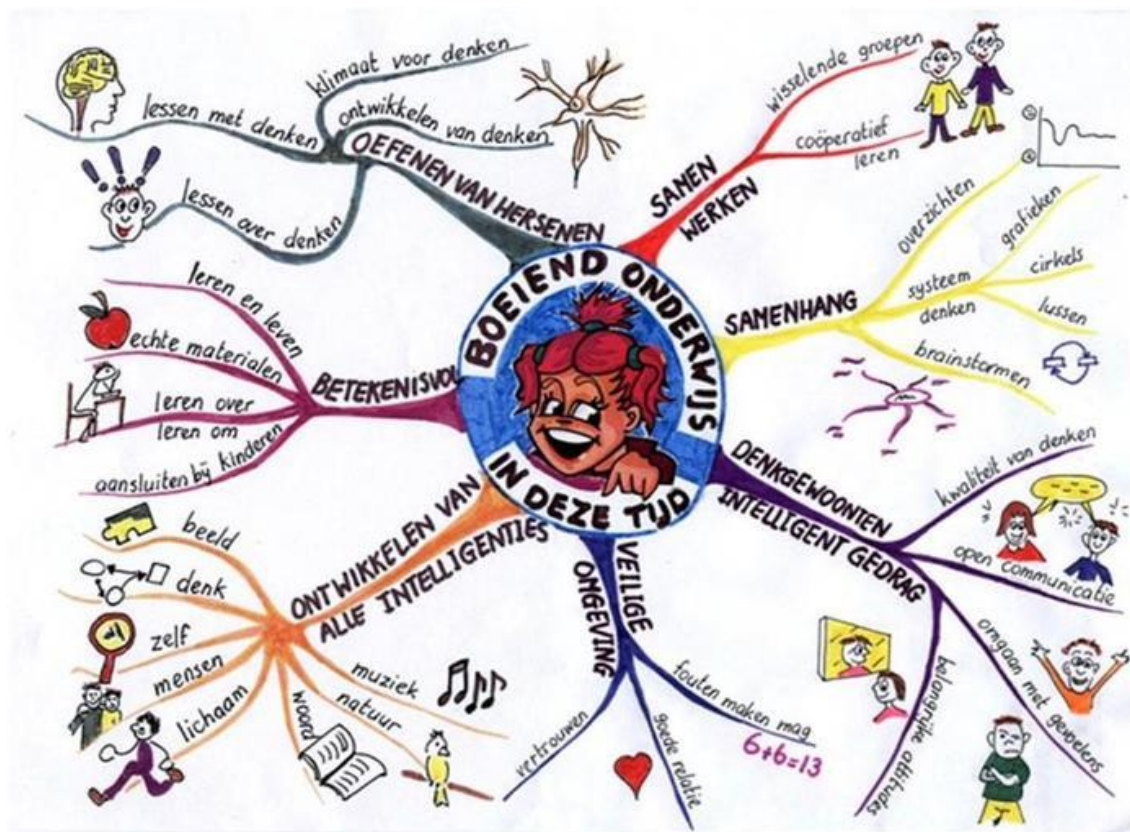 BOEIEND ONDERWIJS
IN DEZE TIJD
OEFENEN VAN HERSENEN
klimaat voor denken
ontwikkelen van denken
lessen met denken
lessen over denken
SAMEN
WERKEN
wisselende groepen
coöperatief
leren
SAMENHANG
overzichten
systeem
denken
grafieken
cirkels
lussen
brainstormen
DENKGEWOONTEN
INTELLIGENT GEDRAG
kwaliteit van denken
open communicatie
omgaan met gevoelens
belangrijke attitudes
VEILIGE
OMGEVING
fouten maken mag
6+6=13
goede relatie
vertrouwen
ONTWIKKELEN VAN
ALLE INTELLIGENTIES
beeld
denk
zelf
mensen
lichaam
woord
natuur
muziek
BETEKENISVOL
leren en leven
echte materialen
leren over
leren om
aansluiten bij kinderen